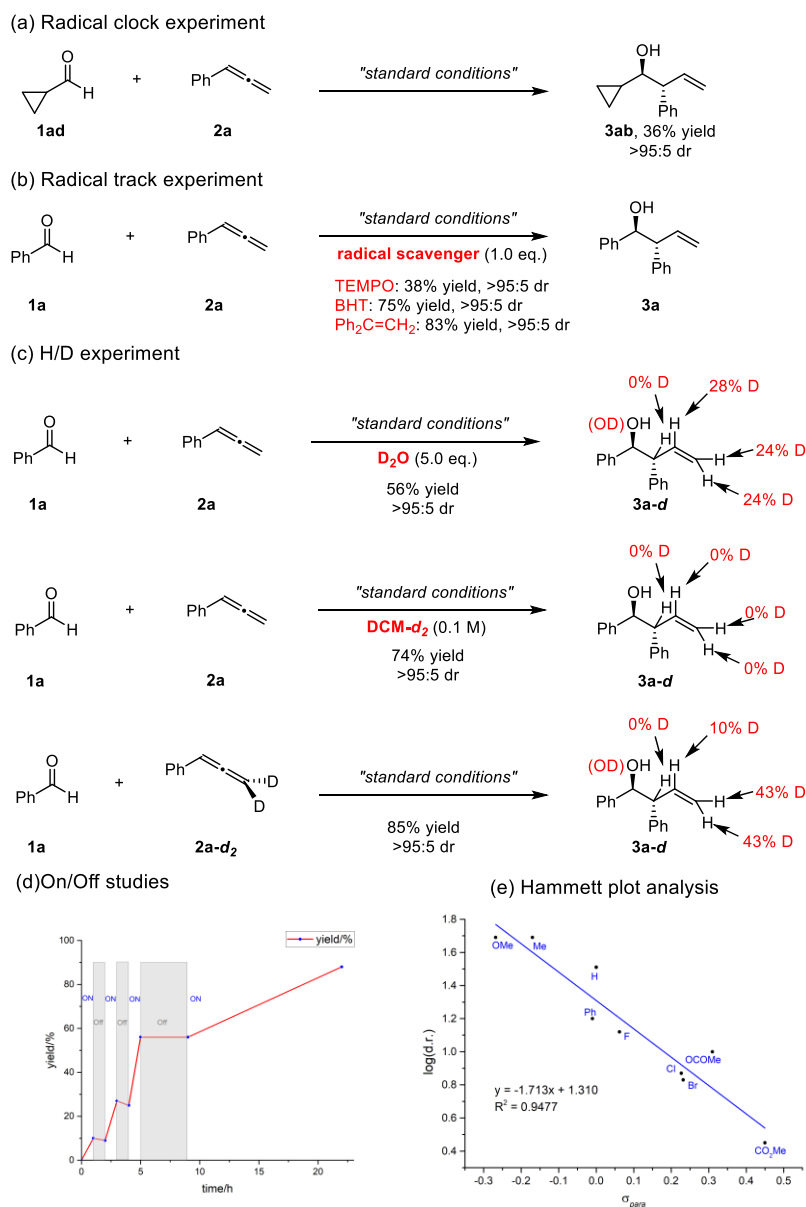 (a) Radical clock experiment
O
H
1ad
+
Ph
2a
"standard conditions"
OH
Ph
3ab, 36% yield
>95:5 dr
(b) Radical track experiment
O
Ph
H
1a
+
Ph
2a
"standard conditions"
radical scavenger (1.0 eq.)
TEMPO: 38% yield, >95:5 dr
BHT: 75% yield, >95:5 dr
Ph₂C=CH₂: 83% yield, >95:5 dr
OH
Ph
Ph
3a
(c) H/D experiment
O
Ph
H
1a
+
Ph
2a
"standard conditions"
D₂O (5.0 eq.)
56% yield
>95:5 dr
0% D
28% D
(OD)OH
H
H
Ph
Ph
H
24% D
H
24% D
3a-d
O
Ph
H
1a
+
Ph
2a
"standard conditions"
DCM-d₂ (0.1 M)
74% yield
>95:5 dr
0% D
0% D
OH
H
H
Ph
Ph
H
0% D
H
0% D
3a-d
O
Ph
H
1a
+
Ph
D
D
2a-d₂
"standard conditions"
85% yield
>95:5 dr
0% D
10% D
(OD)OH
H
H
Ph
Ph
H
43% D
H
43% D
3a-d
(d)On/Off studies
yield/%
100
80
60
40
20
0
yield/%
ON
Off
ON
Off
ON
Off
ON
0
5
10
15
20
time/h
(e) Hammett plot analysis
log(d.r.)
1.8
1.6
1.4
1.2
1.0
0.8
0.6
0.4
OMe
Me
H
Ph
F
OCOMe
Cl
Br
CO₂Me
y = -1.713x + 1.310
R² = 0.9477
-0.3
-0.2
-0.1
0.0
0.1
0.2
0.3
0.4
0.5
σpara